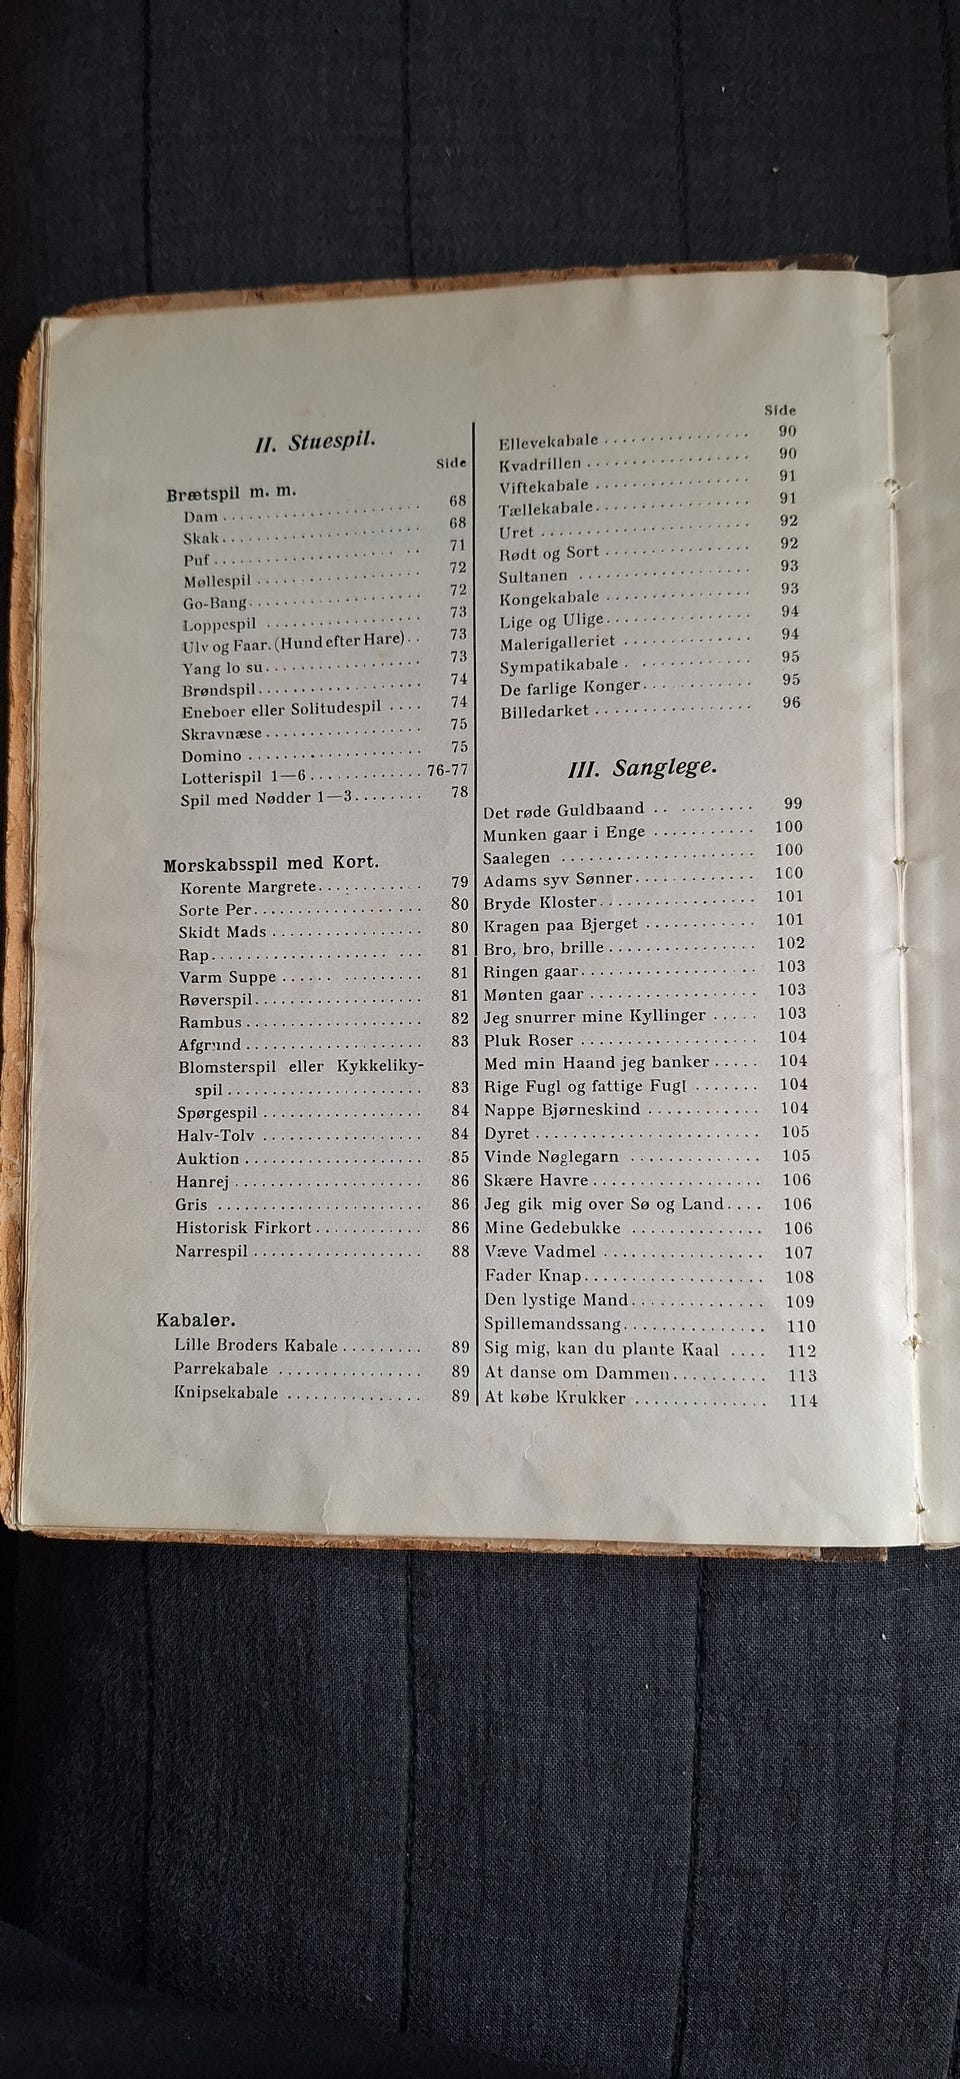 II. Stuespil.
Side
Brætspil m. m.
Dam . . . . . . . . . . . . . . . . . . . . . . . 68
Skak . . . . . . . . . . . . . . . . . . . . . . . 68
Puf . . . . . . . . . . . . . . . . . . . . . . . 71
Møllespil . . . . . . . . . . . . . . . . . . . 72
Go-Bang . . . . . . . . . . . . . . . . . . . . 72
Loppespil . . . . . . . . . . . . . . . . . . 73
Ulv og Faar. (Hund efter Hare) . . 73
Yang lo su . . . . . . . . . . . . . . . . . . 73
Brøndspil . . . . . . . . . . . . . . . . . . . 74
Eneboer eller Solitudespil . . . . 74
Skravnæse . . . . . . . . . . . . . . . . . . 75
Domino . . . . . . . . . . . . . . . . . . . . 75
Lotterispil 1—6 . . . . . . . . . . . . . 76-77
Spil med Nødder 1—3 . . . . . . . . 78
Morskabsspil med Kort.
Korente Margrete . . . . . . . . . . . . 79
Sorte Per . . . . . . . . . . . . . . . . . . . 80
Skidt Mads . . . . . . . . . . . . . . . . . 80
Rap . . . . . . . . . . . . . . . . . . . . . . . 81
Varm Suppe . . . . . . . . . . . . . . . . 81
Røverspil . . . . . . . . . . . . . . . . . . . 81
Rambus . . . . . . . . . . . . . . . . . . . . 82
Afgrund . . . . . . . . . . . . . . . . . . . . 83
Blomsterspil eller Kykkeliky-
spil . . . . . . . . . . . . . . . . . . . . . . 83
Spørgespil . . . . . . . . . . . . . . . . . . 84
Halv-Tolv . . . . . . . . . . . . . . . . . . 84
Auktion . . . . . . . . . . . . . . . . . . . . 85
Hanrej . . . . . . . . . . . . . . . . . . . . . 86
Gris . . . . . . . . . . . . . . . . . . . . . . . 86
Historisk Firkort . . . . . . . . . . . . 86
Narrespil . . . . . . . . . . . . . . . . . . . 88
Kabaler.
Lille Broders Kabale . . . . . . . . . 89
Parrekabale . . . . . . . . . . . . . . . . 89
Knipsekabale . . . . . . . . . . . . . . . 89
Side
Ellevekabale . . . . . . . . . . . . . . . . 90
Kvadrillen . . . . . . . . . . . . . . . . . . 90
Viftekabale . . . . . . . . . . . . . . . . . 91
Tællekabale . . . . . . . . . . . . . . . . . 91
Uret . . . . . . . . . . . . . . . . . . . . . . . 92
Rødt og Sort . . . . . . . . . . . . . . . . 92
Sultanen . . . . . . . . . . . . . . . . . . . 93
Kongekabale . . . . . . . . . . . . . . . . 93
Lige og Ulige . . . . . . . . . . . . . . . . 94
Malerigalleriet . . . . . . . . . . . . . . 94
Sympatikabale . . . . . . . . . . . . . . 95
De farlige Konger . . . . . . . . . . . . 95
Billedarket . . . . . . . . . . . . . . . . . 96
III. Sanglege.
Det røde Guldbaand . . . . . . . . . . 99
Munken gaar i Enge . . . . . . . . . . . 100
Saalegen . . . . . . . . . . . . . . . . . . . . . 100
Adams syv Sønner . . . . . . . . . . . . . 100
Bryde Kloster . . . . . . . . . . . . . . . . . 101
Kragen paa Bjerget . . . . . . . . . . . . 101
Bro, bro, brille . . . . . . . . . . . . . . . . 102
Ringen gaar . . . . . . . . . . . . . . . . . . . 103
Mønten gaar . . . . . . . . . . . . . . . . . . 103
Jeg snurrer mine Kyllinger . . . . . 103
Pluk Roser . . . . . . . . . . . . . . . . . . . 104
Med min Haand jeg banker . . . . . 104
Rige Fugl og fattige Fugl . . . . . . . 104
Nappe Bjørneskind . . . . . . . . . . . . 104
Dyret . . . . . . . . . . . . . . . . . . . . . . . . 105
Vinde Nøglegarn . . . . . . . . . . . . . . 105
Skære Havre . . . . . . . . . . . . . . . . . . 106
Jeg gik mig over Sø og Land . . . . 106
Mine Gedebukke . . . . . . . . . . . . . . 106
Væve Vadmel . . . . . . . . . . . . . . . . . 107
Fader Knap . . . . . . . . . . . . . . . . . . . 108
Den lystige Mand . . . . . . . . . . . . . . 109
Spillemandssang . . . . . . . . . . . . . . . 110
Sig mig, kan du plante Kaal . . . . 112
At danse om Dammen . . . . . . . . . . 113
At købe Krukker . . . . . . . . . . . . . . 114